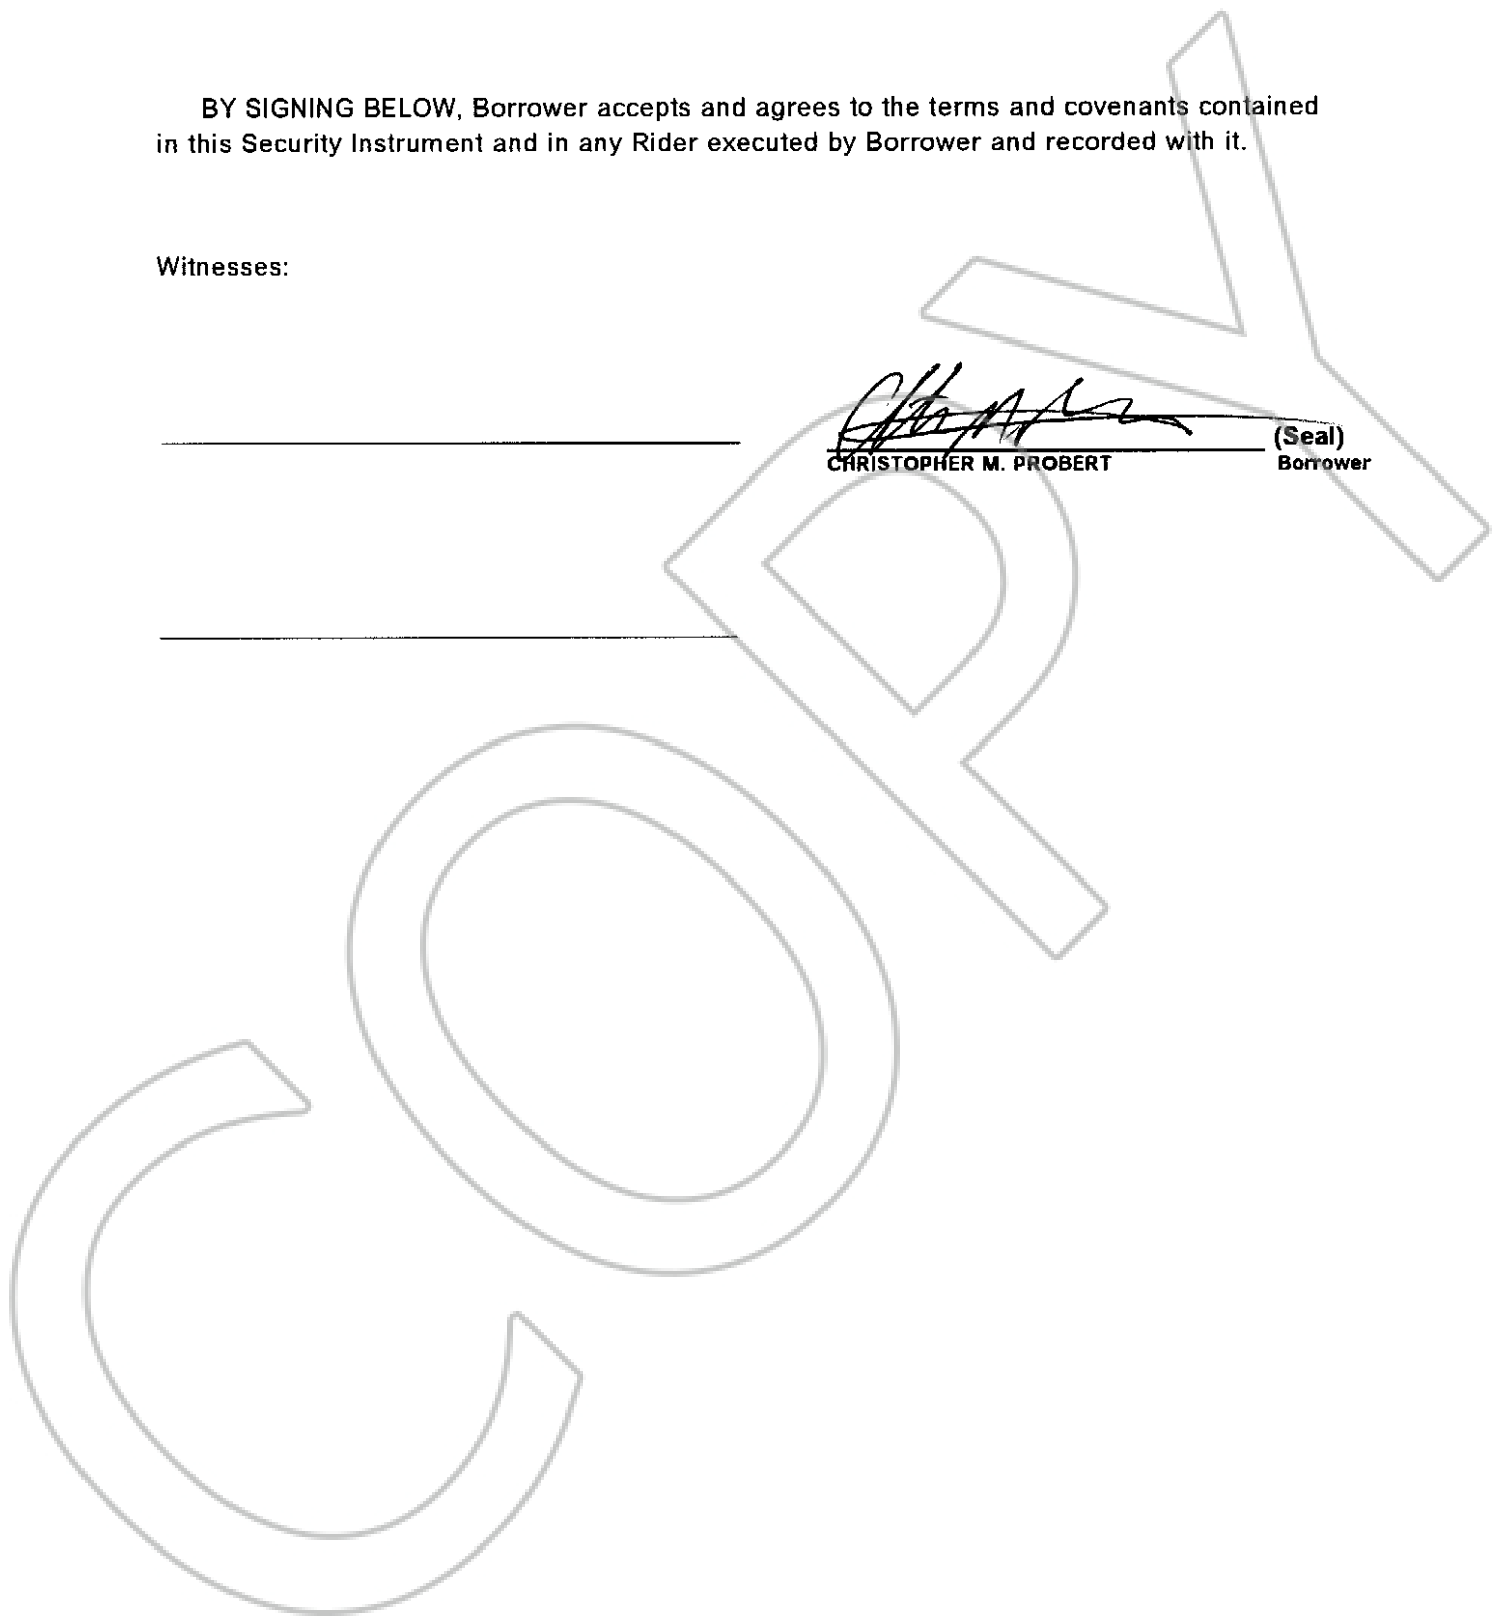 BY SIGNING BELOW, Borrower accepts and agrees to the terms and covenants contained
in this Security Instrument and in any Rider executed by Borrower and recorded with it.
Witnesses:
(Seal)
CHRISTOPHER M. PROBERT Borrower
COPY